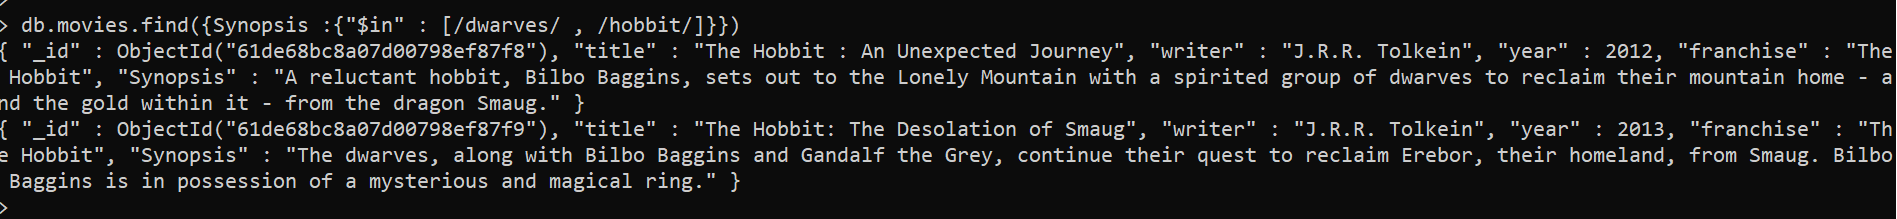 > db.movies.find({Synopsis :{"$in" : [/dwarves/ , /hobbit/]}})
{ "_id" : ObjectId("61de68bc8a07d00798ef87f8"), "title" : "The Hobbit : An Unexpected Journey", "writer" : "J.R.R. Tolkein", "year" : 2012, "franchise" : "The
 Hobbit", "Synopsis" : "A reluctant hobbit, Bilbo Baggins, sets out to the Lonely Mountain with a spirited group of dwarves to reclaim their mountain home - a
nd the gold within it - from the dragon Smaug." }
{ "_id" : ObjectId("61de68bc8a07d00798ef87f9"), "title" : "The Hobbit: The Desolation of Smaug", "writer" : "J.R.R. Tolkein", "year" : 2013, "franchise" : "Th
e Hobbit", "Synopsis" : "The dwarves, along with Bilbo Baggins and Gandalf the Grey, continue their quest to reclaim Erebor, their homeland, from Smaug. Bilbo
 Baggins is in possession of a mysterious and magical ring." }
>